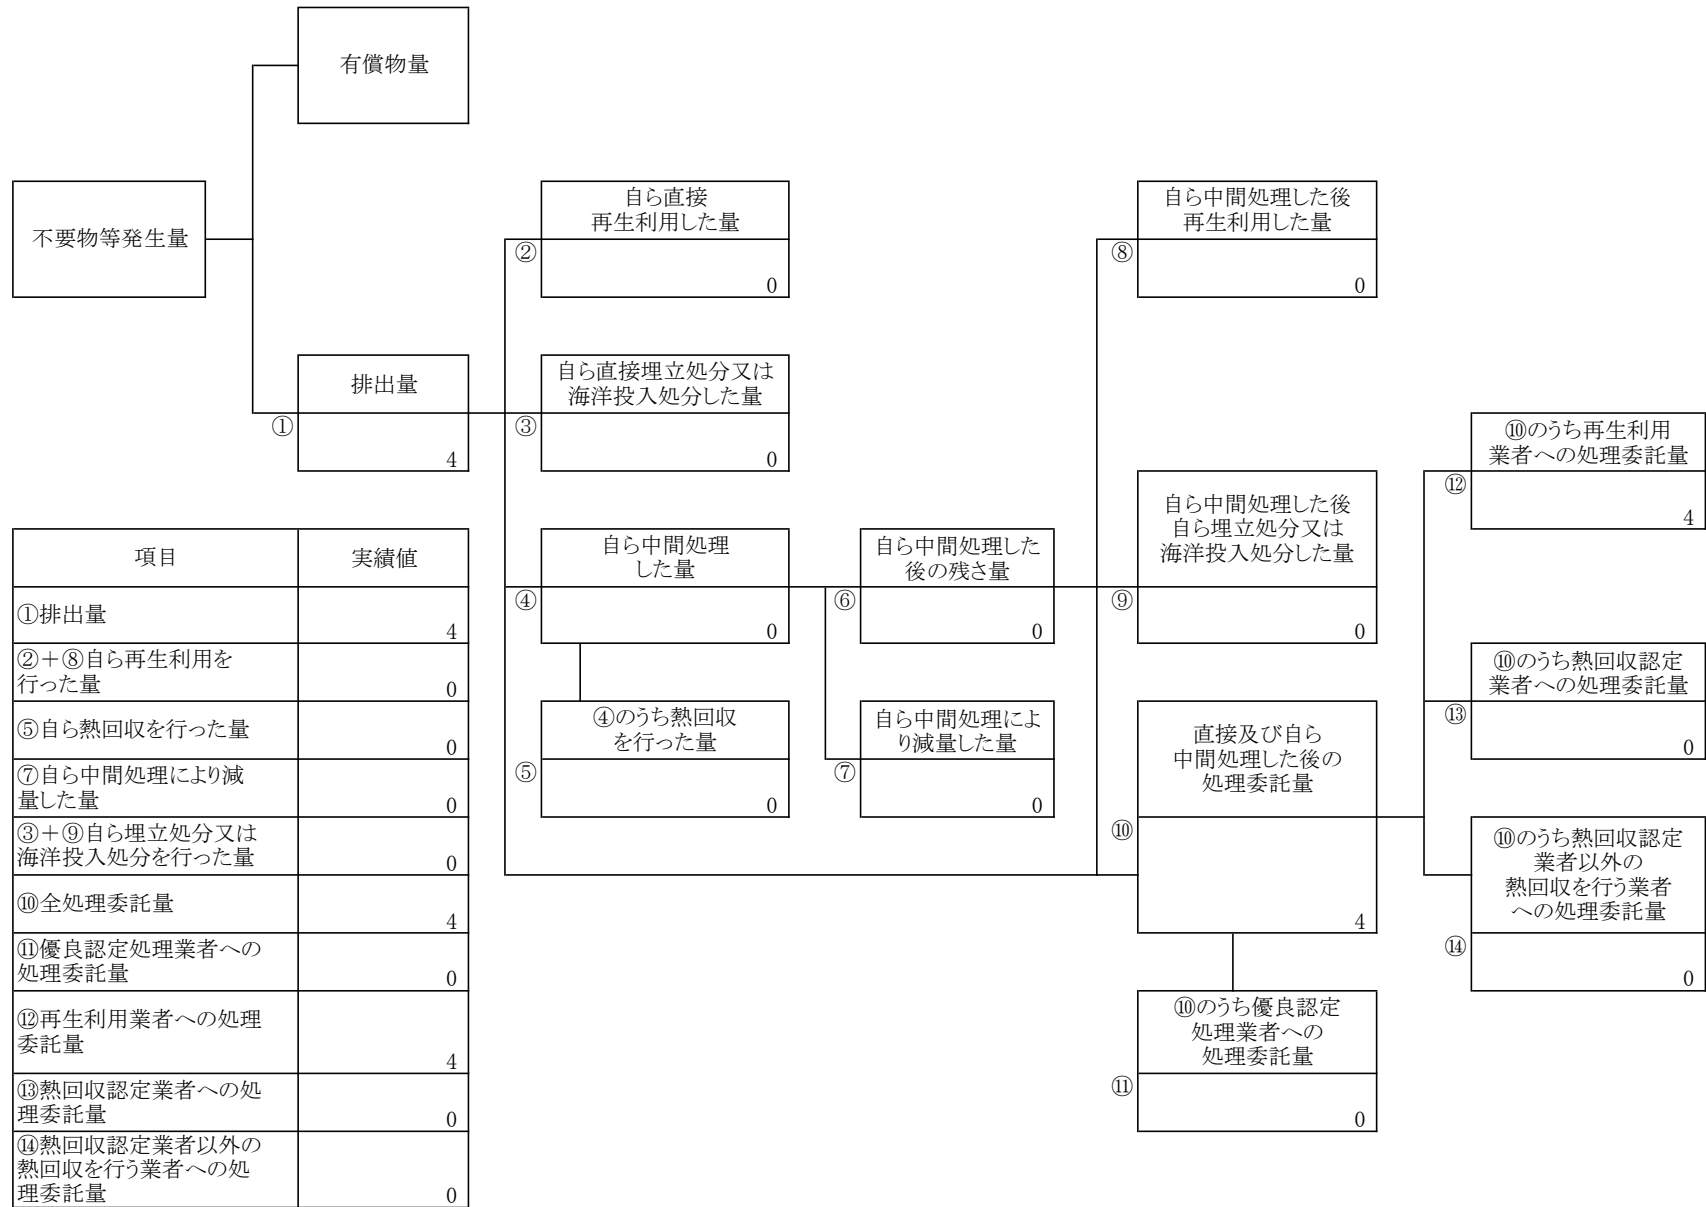 有償物量
不要物等発生量
自ら直接
再生利用した量
②
0
自ら中間処理した後
再生利用した量
⑧
0
排出量
①
4
自ら直接埋立処分又は
海洋投入処分した量
③
0
⑩のうち再生利用
業者への処理委託量
⑫
4
自ら中間処理した後
自ら埋立処分又は
海洋投入処分した量
⑨
0
自ら中間処理
した量
④
0
自ら中間処理した
後の残さ量
⑥
0
⑩のうち熱回収認定
業者への処理委託量
⑬
0
④のうち熱回収
を行った量
⑤
0
自ら中間処理によ
り減量した量
⑦
0
直接及び自ら
中間処理した後の
処理委託量
⑩
4
⑩のうち熱回収認定
業者以外の
熱回収を行う業者
への処理委託量
⑭
0
⑩のうち優良認定
処理業者への
処理委託量
⑪
0
項目 実績値
①排出量
4
②+⑧自ら再生利用を
行った量 0
⑤自ら熱回収を行った量
0
⑦自ら中間処理により減
量した量 0
③+⑨自ら埋立処分又は
海洋投入処分を行った量 0
⑩全処理委託量
4
⑪優良認定処理業者への
処理委託量 0
⑫再生利用業者への処理
委託量
4
⑬熱回収認定業者への処
理委託量 0
⑭熱回収認定業者以外の
熱回収を行う業者への処
理委託量 0